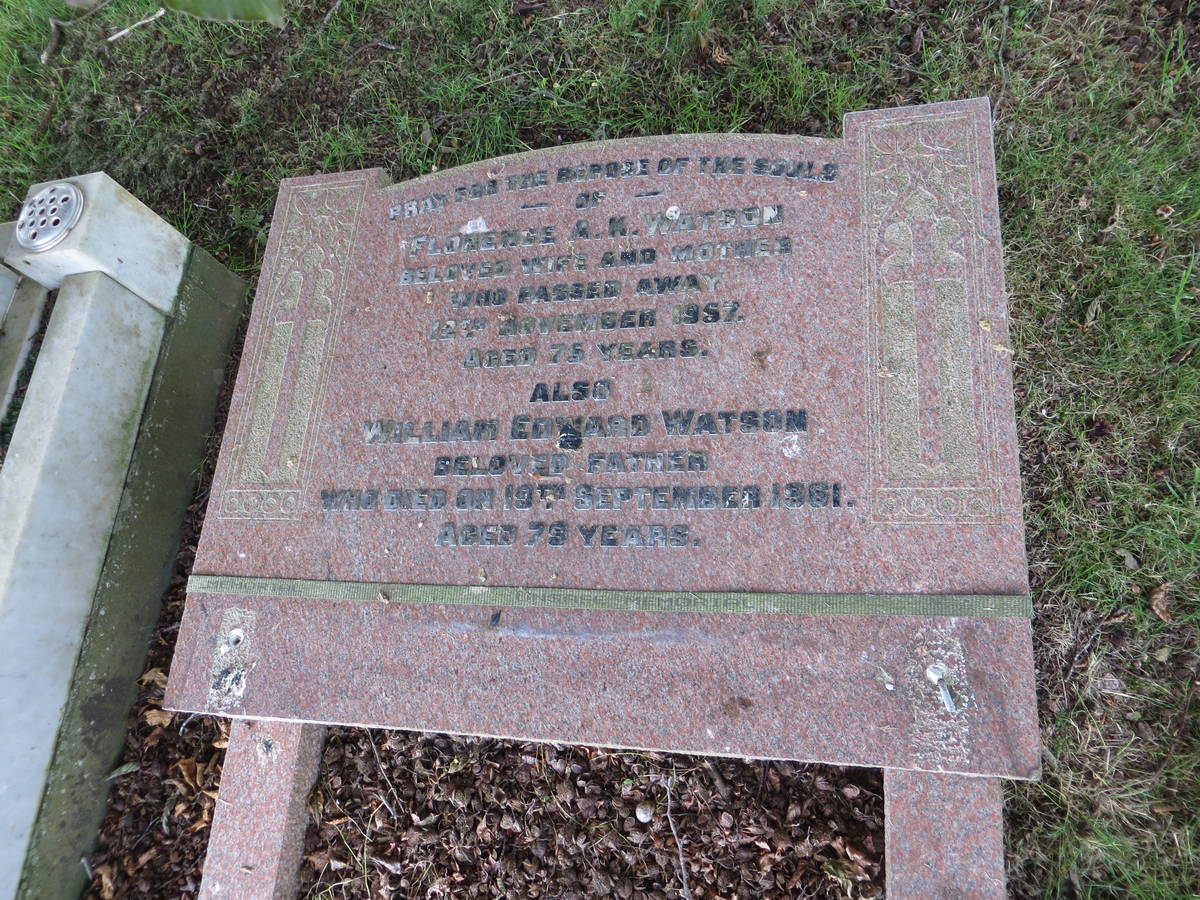 PRAY FOR THE REPOSE OF THE SOULS
— OF —
FLORENCE A.K. WATSON
BELOVED WIFE AND MOTHER
WHO PASSED AWAY
12TH NOVEMBER 1957.
AGED 75 YEARS.
ALSO
WILLIAM EDWARD WATSON
BELOVED FATHER
WHO DIED ON 19TH SEPTEMBER 1961.
AGED 79 YEARS.